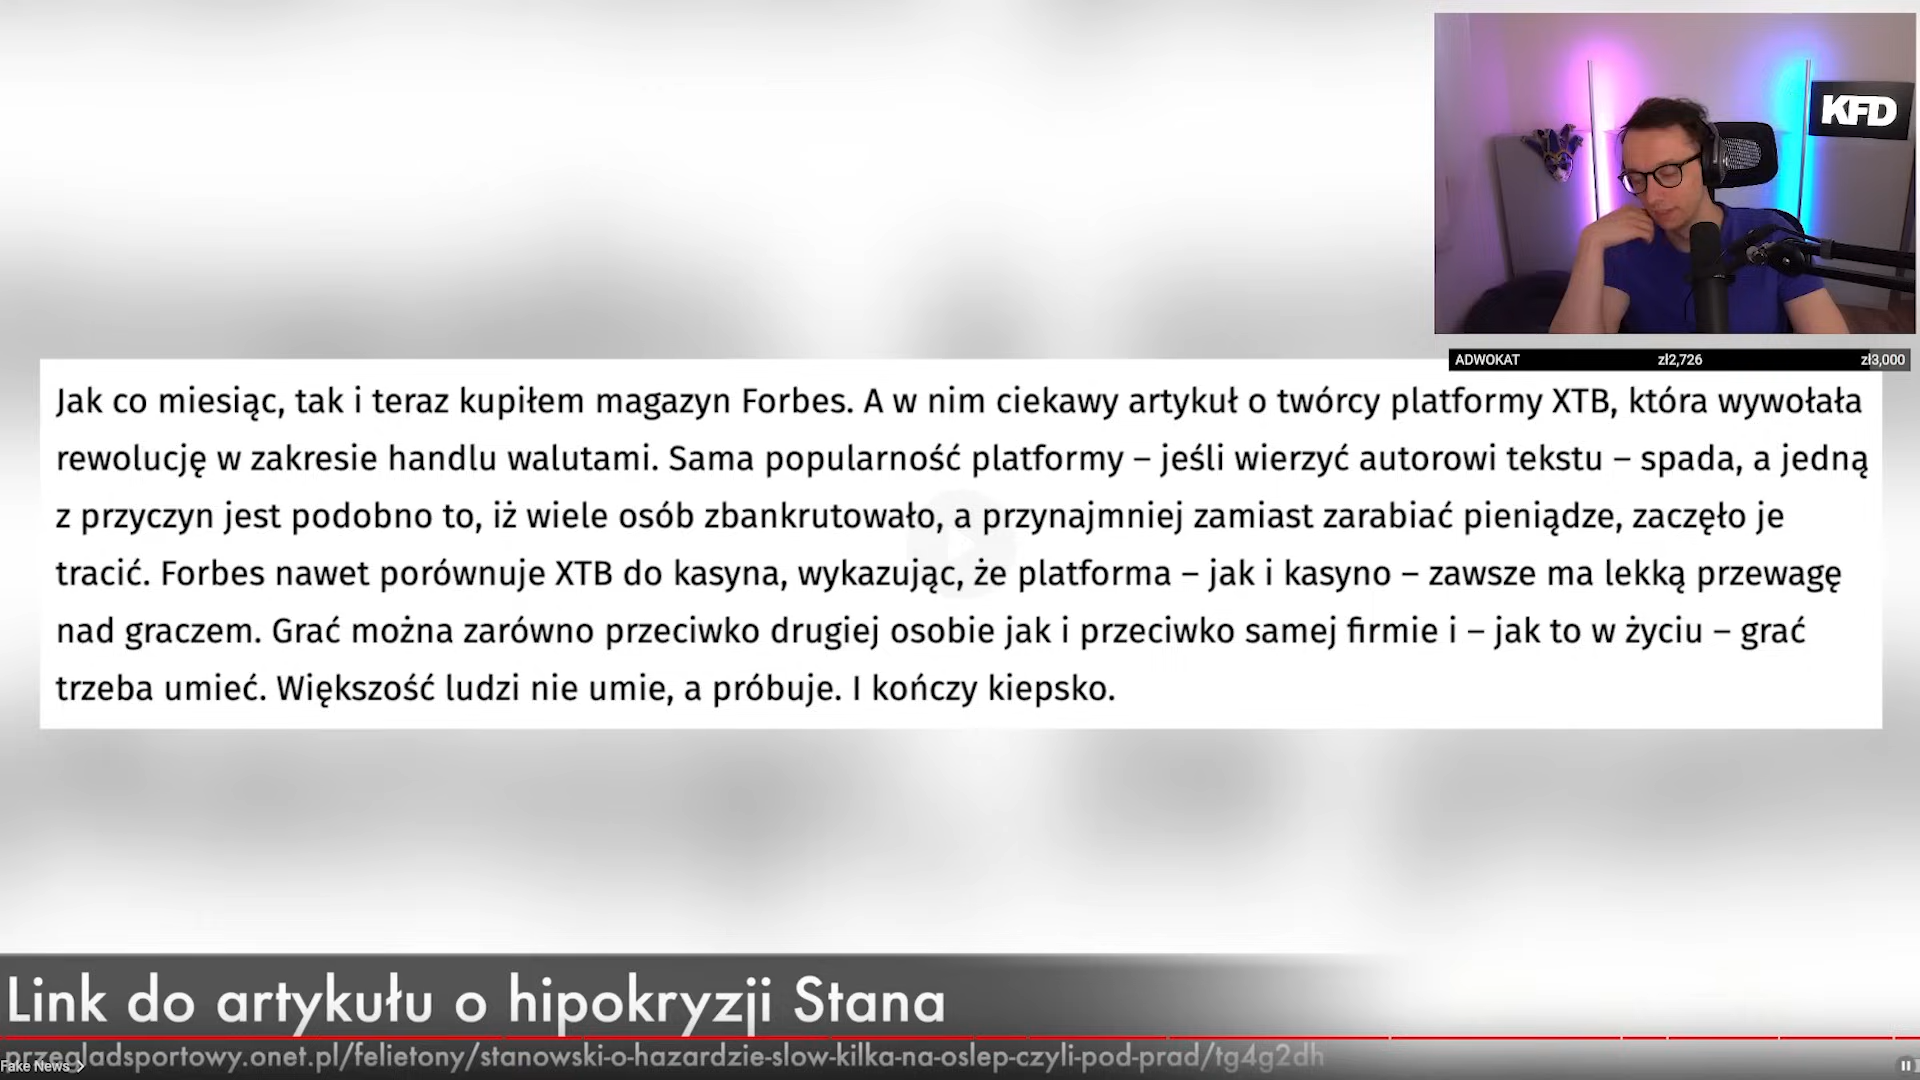 KFD
ADWOKAT zł2,726 zł3,000
Jak co miesiąc, tak i teraz kupiłem magazyn Forbes. A w nim ciekawy artykuł o twórcy platformy XTB, która wywołała
rewolucję w zakresie handlu walutami. Sama popularność platformy – jeśli wierzyć autorowi tekstu – spada, a jedną
z przyczyn jest podobno to, iż wiele osób zbankrutowało, a przynajmniej zamiast zarabiać pieniądze, zaczęło je
tracić. Forbes nawet porównuje XTB do kasyna, wykazując, że platforma – jak i kasyno – zawsze ma lekką przewagę
nad graczem. Grać można zarówno przeciwko drugiej osobie jak i przeciwko samej firmie i – jak to w życiu – grać
trzeba umieć. Większość ludzi nie umie, a próbuje. I kończy kiepsko.
Link do artykułu o hipokryzji Stana
przegladsportowy.onet.pl/felietony/stanowski-o-hazardzie-slow-kilka-na-oslep-czyli-pod-prad/tg4g2dh
Fake News